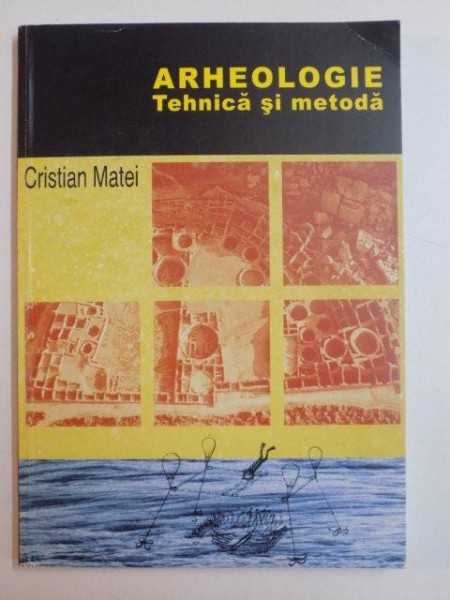 ARHEOLOGIE
Tehnică şi metodă
Cristian Matei